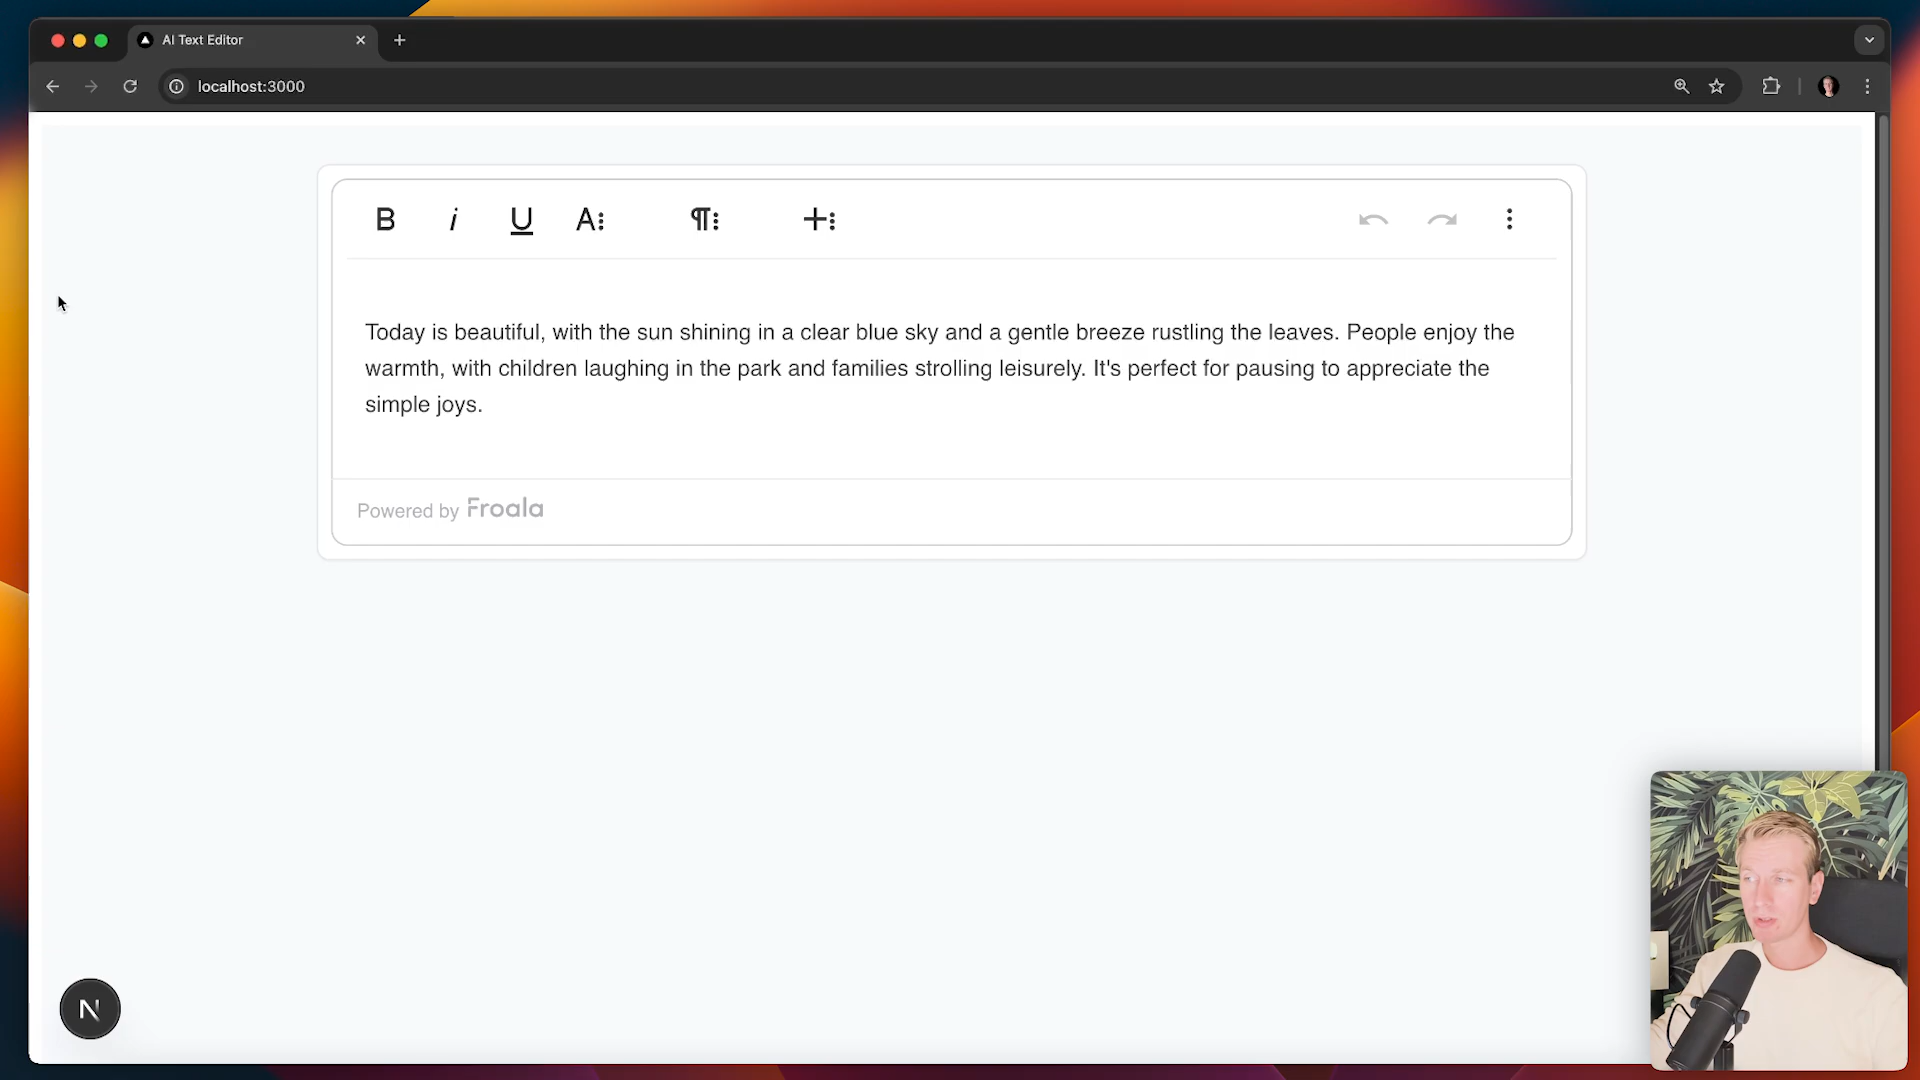 AI Text Editor
localhost:3000
B i U A
Today is beautiful, with the sun shining in a clear blue sky and a gentle breeze rustling the leaves. People enjoy the
warmth, with children laughing in the park and families strolling leisurely. It's perfect for pausing to appreciate the
simple joys.
Powered by Froala
N